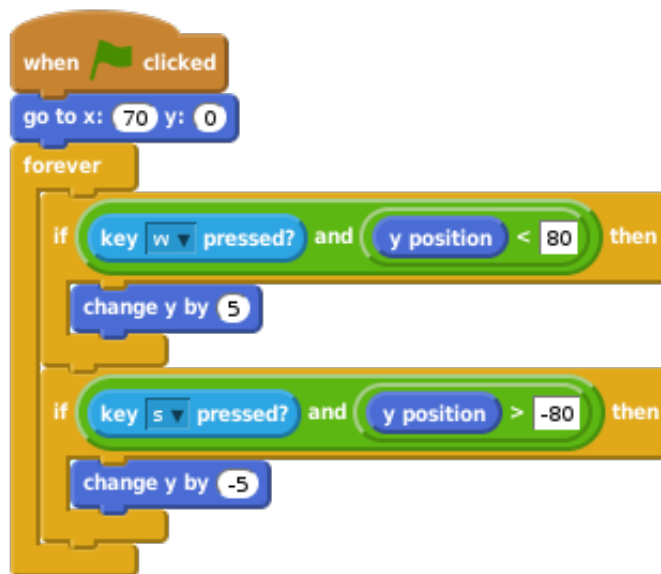 when clicked
go to x: 70 y: 0
forever
if key w pressed? and y position < 80 then
change y by 5
if key s pressed? and y position > -80 then
change y by -5